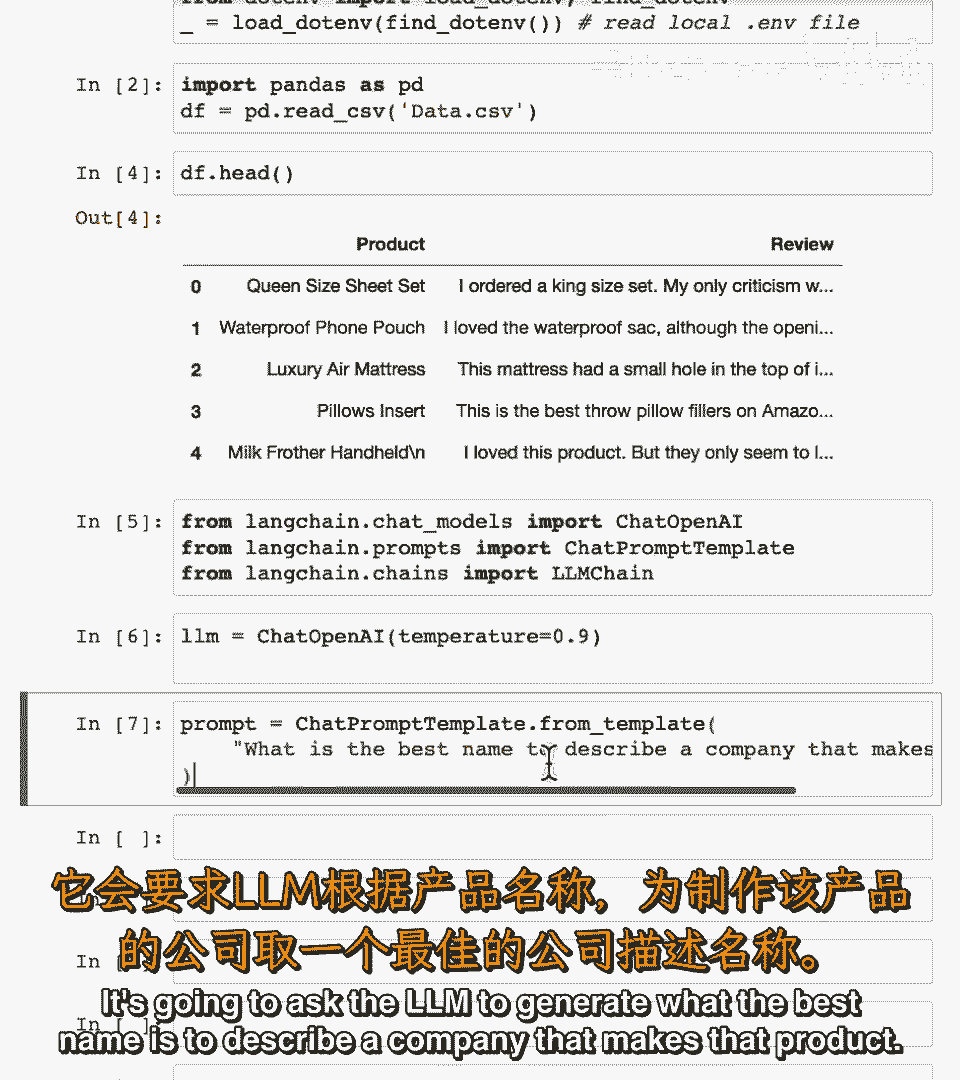 from dotenv import load_dotenv, find_dotenv
_ = load_dotenv(find_dotenv()) # read local .env file
In [2]: import pandas as pd
df = pd.read_csv('Data.csv')
In [4]: df.head()
Out[4]:
Product Review
0 Queen Size Sheet Set I ordered a king size set. My only criticism w...
1 Waterproof Phone Pouch I loved the waterproof sac, although the openi...
2 Luxury Air Mattress This mattress had a small hole in the top of i...
3 Pillows Insert This is the best throw pillow fillers on Amazo...
4 Milk Frother Handheld\n I loved this product. But they only seem to l...
In [5]: from langchain.chat_models import ChatOpenAI
from langchain.prompts import ChatPromptTemplate
from langchain.chains import LLMChain
In [6]: llm = ChatOpenAI(temperature=0.9)
In [7]: prompt = ChatPromptTemplate.from_template(
"What is the best name to describe a company that makes
)
In [ ]:
它会要求LLM根据产品名称，为制作该产品
In [
的公司取一个最佳的公司描述名称。
It's going to ask the LLM to generate what the best
In [ ]:
name is to describe a company that makes that product.